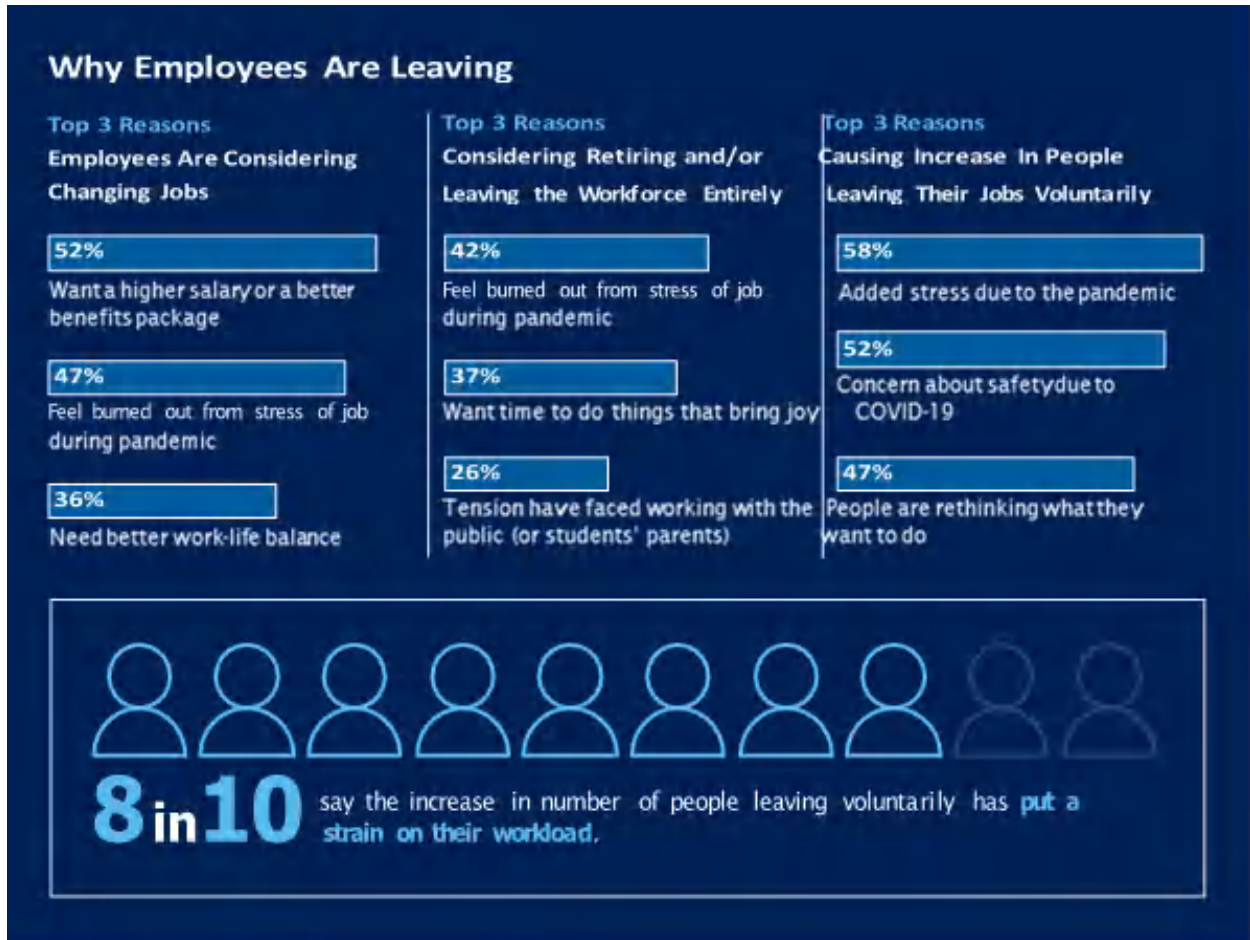 Why Employees Are Leaving
Top 3 Reasons
Employees Are Considering
Changing Jobs
52%
Want a higher salary or a better
benefits package
47%
Feel burned out from stress of job
during pandemic
36%
Need better work-life balance
Top 3 Reasons
Considering Retiring and/or
Leaving the Workforce Entirely
42%
Feel burned out from stress of job
during pandemic
37%
Want time to do things that bring joy
26%
Tension have faced working with the
public (or students' parents)
Top 3 Reasons
Causing Increase In People
Leaving Their Jobs Voluntarily
58%
Added stress due to the pandemic
52%
Concern about safety due to
COVID-19
47%
People are rethinking what they
want to do
8 in 10
say the increase in number of people leaving voluntarily has put a
strain on their workload.